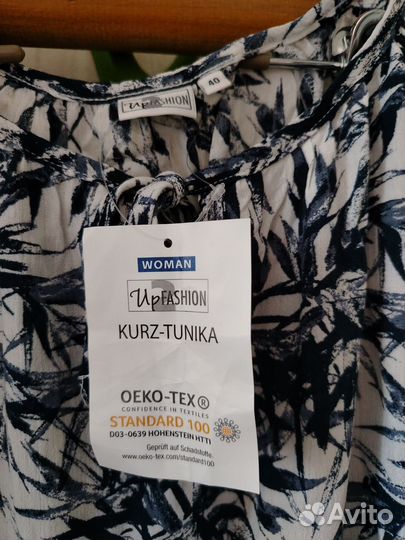 UpFASHION
40
WOMAN
UpFASHION
KURZ-TUNIKA
OEKO-TEX®
CONFIDENCE IN TEXTILES
STANDARD 100
D03-0639 HOHENSTEIN HTTI
Geprüft auf Schadstoffe.
www.oeko-tex.com/standard100
Avito